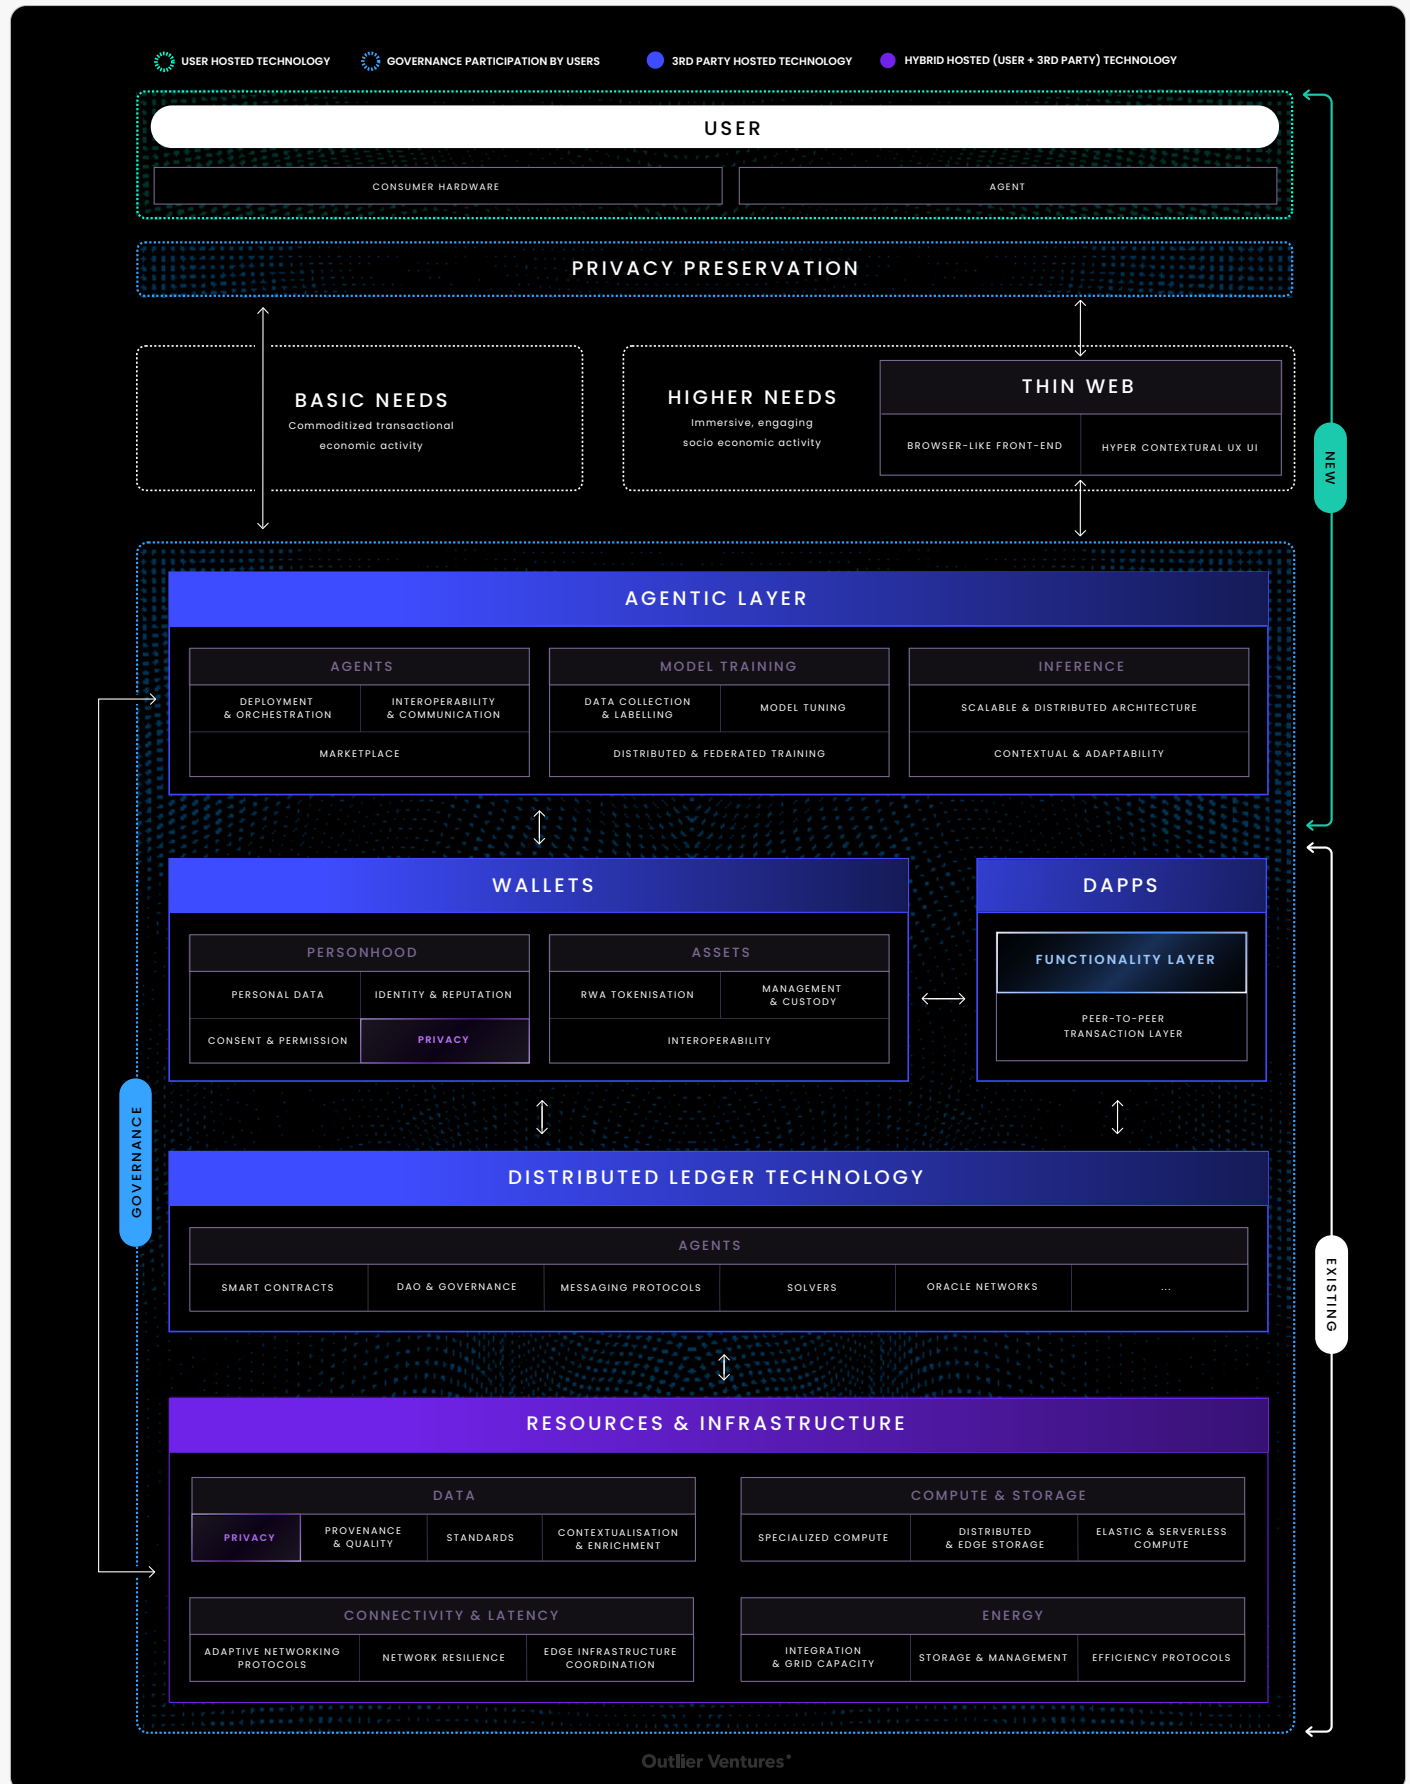 USER HOSTED TECHNOLOGY
GOVERNANCE PARTICIPATION BY USERS
3RD PARTY HOSTED TECHNOLOGY
HYBRID HOSTED (USER + 3RD PARTY) TECHNOLOGY
USER
CONSUMER HARDWARE
AGENT
PRIVACY PRESERVATION
BASIC NEEDS
Commoditized transactional
economic activity
HIGHER NEEDS
Immersive, engaging
socio economic activity
THIN WEB
BROWSER-LIKE FRONT-END
HYPER CONTEXTURAL UX UI
NEW
AGENTIC LAYER
AGENTS
DEPLOYMENT
& ORCHESTRATION
INTEROPERABILITY
& COMMUNICATION
MARKETPLACE
MODEL TRAINING
DATA COLLECTION
& LABELLING
MODEL TUNING
DISTRIBUTED & FEDERATED TRAINING
INFERENCE
SCALABLE & DISTRIBUTED ARCHITECTURE
CONTEXTUAL & ADAPTABILITY
WALLETS
PERSONHOOD
PERSONAL DATA
IDENTITY & REPUTATION
CONSENT & PERMISSION
PRIVACY
ASSETS
RWA TOKENISATION
MANAGEMENT
& CUSTODY
INTEROPERABILITY
DAPPS
FUNCTIONALITY LAYER
PEER-TO-PEER
TRANSACTION LAYER
GOVERNANCE
DISTRIBUTED LEDGER TECHNOLOGY
AGENTS
SMART CONTRACTS
DAO & GOVERNANCE
MESSAGING PROTOCOLS
SOLVERS
ORACLE NETWORKS
...
EXISTING
RESOURCES & INFRASTRUCTURE
DATA
PRIVACY
PROVENANCE
& QUALITY
STANDARDS
CONTEXTUALISATION
& ENRICHMENT
COMPUTE & STORAGE
SPECIALIZED COMPUTE
DISTRIBUTED
& EDGE STORAGE
ELASTIC & SERVERLESS
COMPUTE
CONNECTIVITY & LATENCY
ADAPTIVE NETWORKING
PROTOCOLS
NETWORK RESILIENCE
EDGE INFRASTRUCTURE
COORDINATION
ENERGY
INTEGRATION
& GRID CAPACITY
STORAGE & MANAGEMENT
EFFICIENCY PROTOCOLS
Outlier Ventures